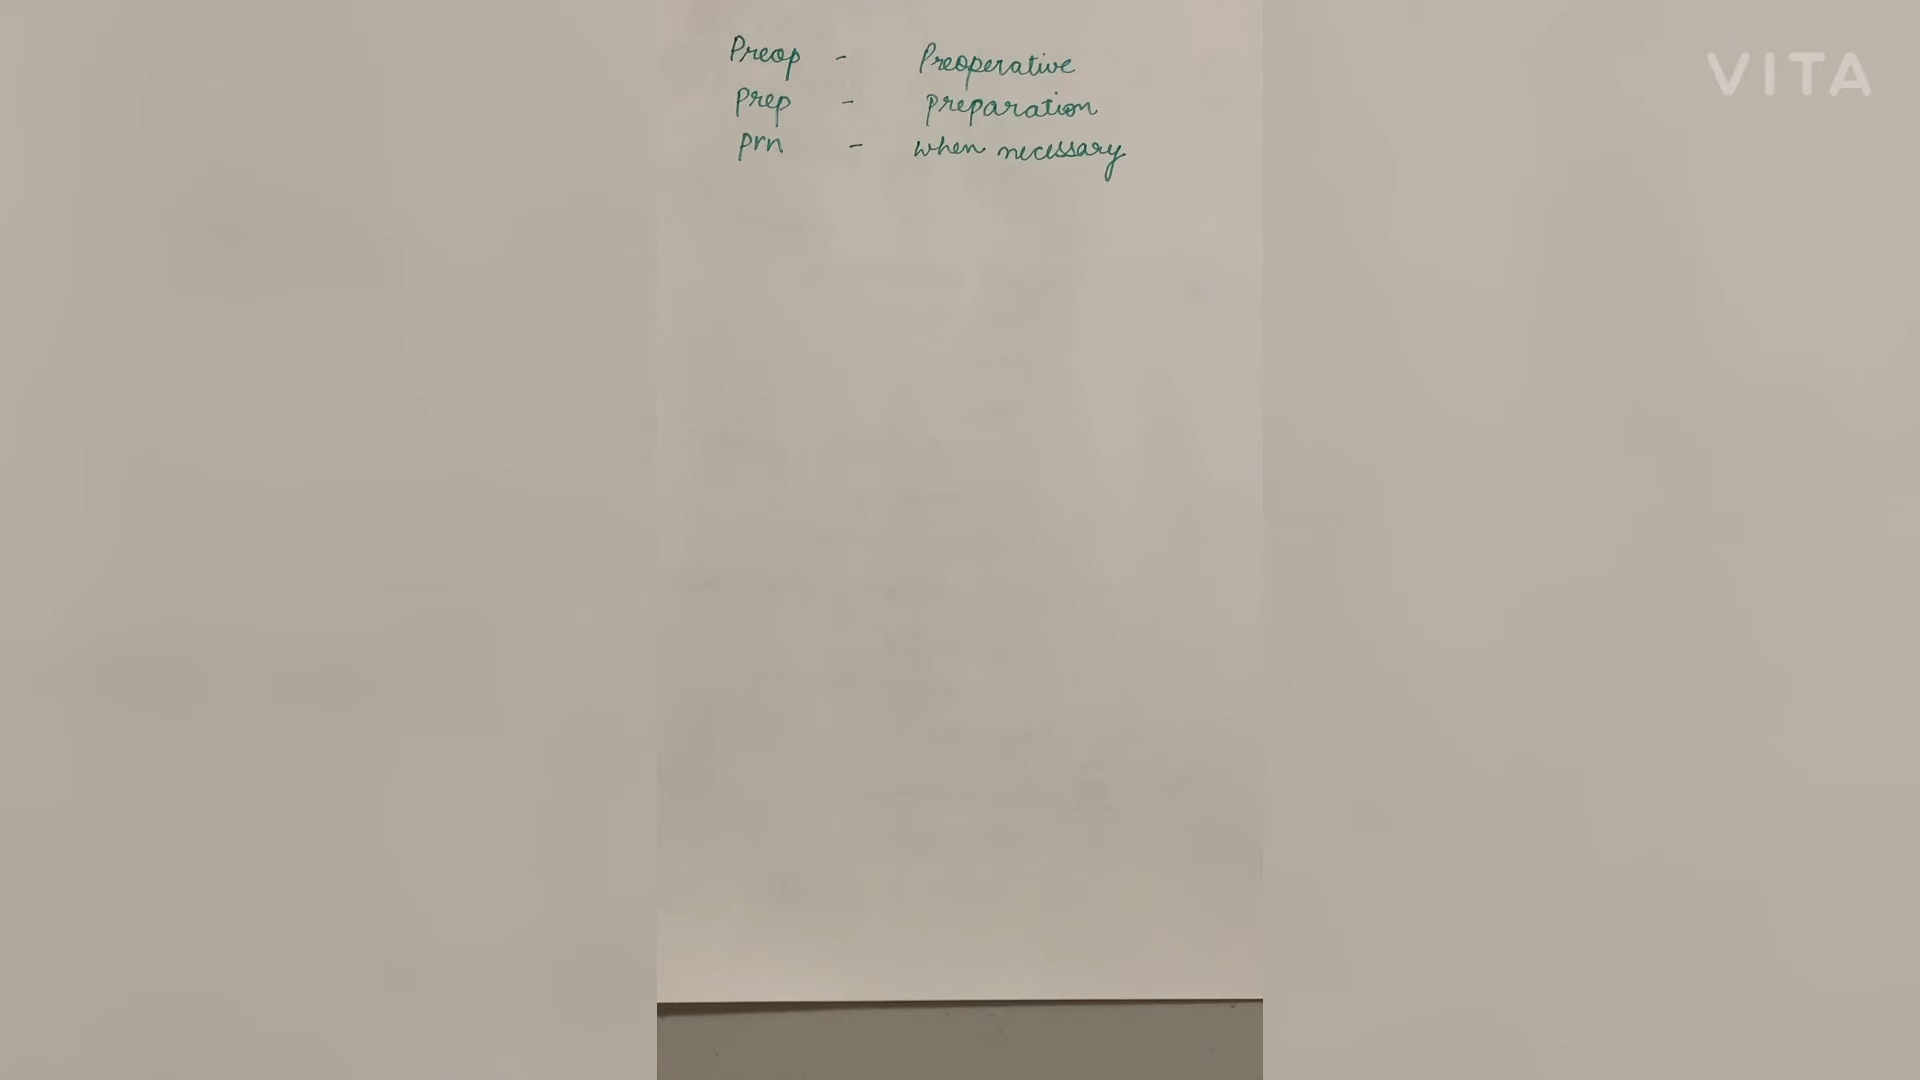 Preop - Preoperative
Prep - preparation
prn - when necessary
VITA